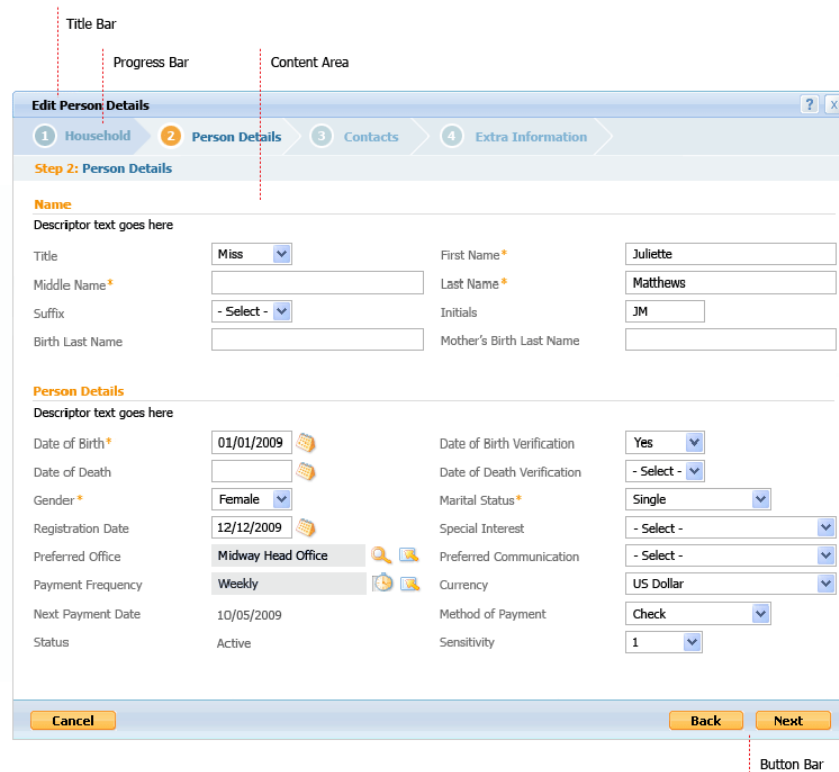 Title Bar
Progress Bar Content Area
Edit Person Details ? x
1 Household 2 Person Details 3 Contacts 4 Extra Information
Step 2: Person Details
Name
Descriptor text goes here
Title Miss First Name* Juliette
Middle Name* Last Name* Matthews
Suffix - Select - Initials JM
Birth Last Name Mother's Birth Last Name
Person Details
Descriptor text goes here
Date of Birth* 01/01/2009 Date of Birth Verification Yes
Date of Death Date of Death Verification - Select -
Gender* Female Marital Status* Single
Registration Date 12/12/2009 Special Interest - Select -
Preferred Office Midway Head Office Preferred Communication - Select -
Payment Frequency Weekly Currency US Dollar
Next Payment Date 10/05/2009 Method of Payment Check
Status Active Sensitivity 1
Cancel Back Next
Button Bar